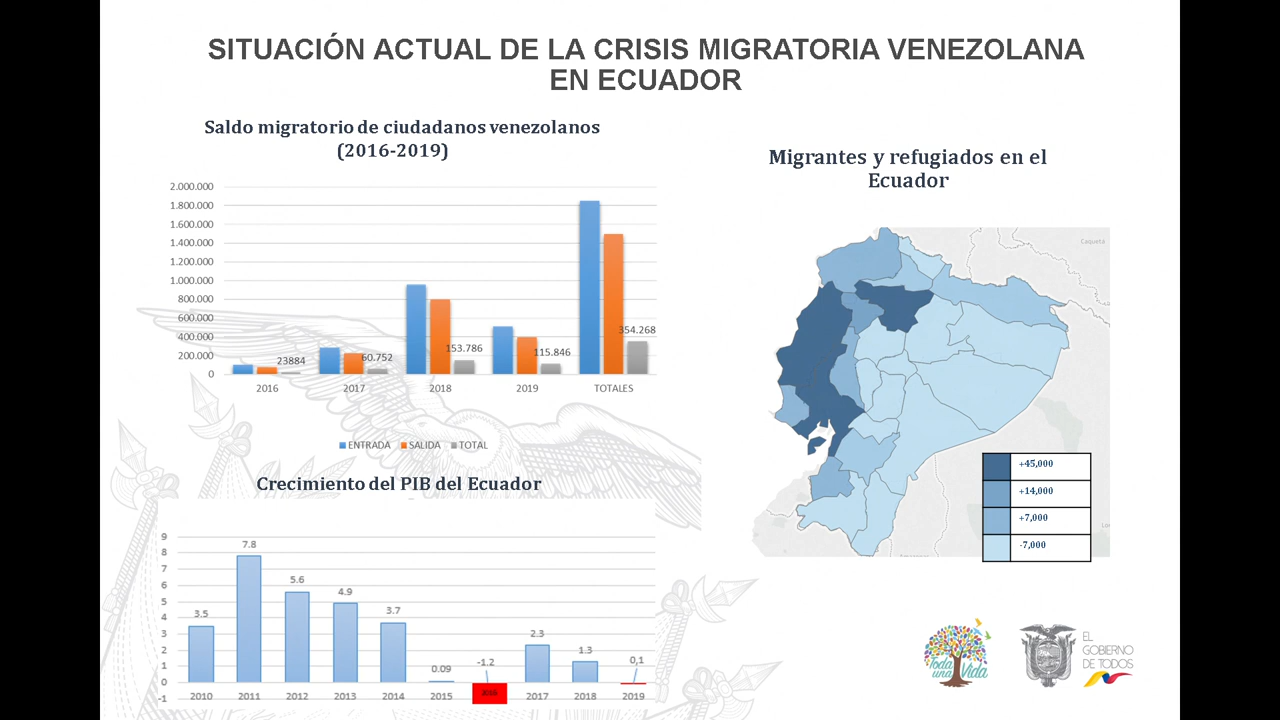 SITUACIÓN ACTUAL DE LA CRISIS MIGRATORIA VENEZOLANA
EN ECUADOR
Saldo migratorio de ciudadanos venezolanos
(2016-2019)
2.000.000
1.800.000
1.600.000
1.400.000
1.200.000
1.000.000
800.000
600.000
400.000
200.000
0
23884
60.752
153.786
115.846
354.268
2016 2017 2018 2019 TOTALES
ENTRADA SALIDA TOTAL
Crecimiento del PIB del Ecuador
9
8
7
6
5
4
3
2
1
0
-1
3.5
7.8
5.6
4.9
3.7
0.09
-1.2
2.3
1.3
0,1
2010 2011 2012 2013 2014 2015 2016 2017 2018 2019
Migrantes y refugiados en el
Ecuador
Caquetá
+45,000
+14,000
+7,000
-7,000
Toda
una Vida
EL
GOBIERNO
DE TODOS